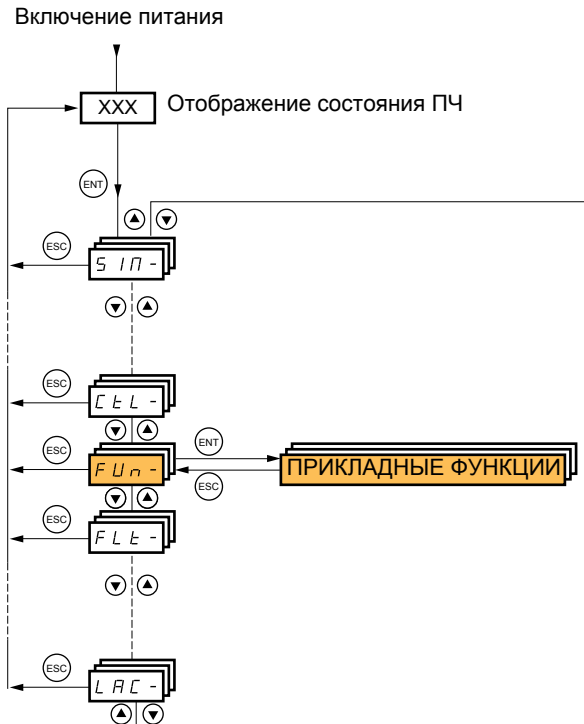 Включение питания
XXX Отображение состояния ПЧ
ENT
ESC
SIM-
ESC
CtL-
ESC
FUn-
ENT
ESC
ПРИКЛАДНЫЕ ФУНКЦИИ
ESC
FLt-
ESC
LAC-